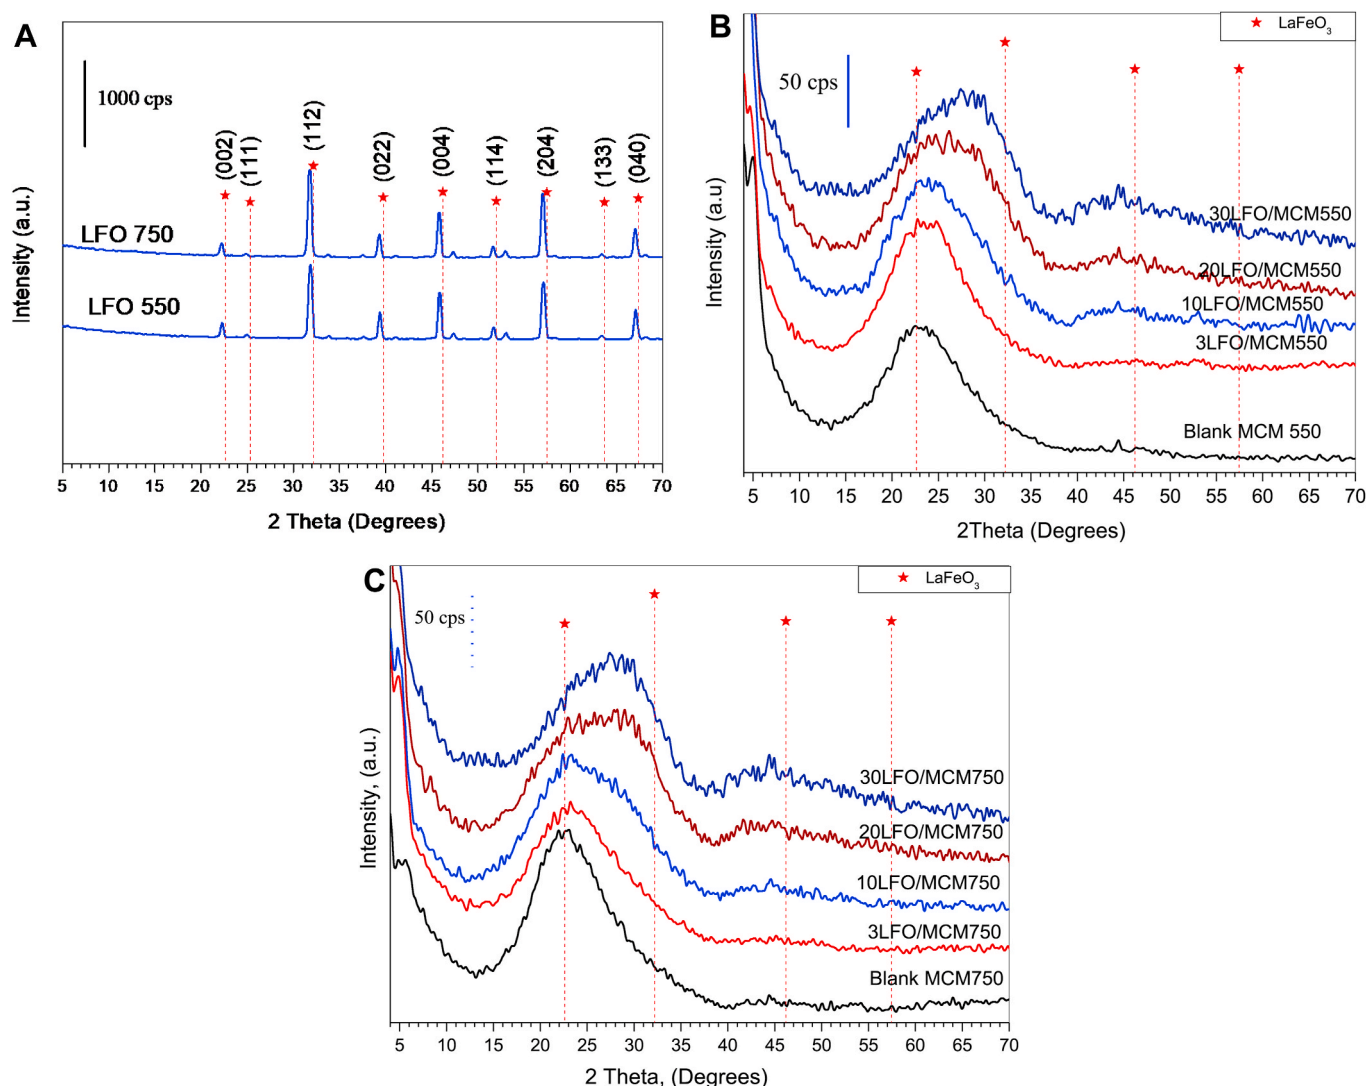 A
1000 cps
(002)
(111)
(112)
(022)
(004)
(114)
(204)
(133)
(040)
LFO 750
LFO 550
Intensity (a.u.)
5 10 15 20 25 30 35 40 45 50 55 60 65 70
2 Theta (Degrees)
B
LaFeO₃
50 cps
30LFO/MCM550
20LFO/MCM550
10LFO/MCM550
3LFO/MCM550
Blank MCM 550
Intensity (a.u)
5 10 15 20 25 30 35 40 45 50 55 60 65 70
2Theta (Degrees)
C
LaFeO₃
50 cps
30LFO/MCM750
20LFO/MCM750
10LFO/MCM750
3LFO/MCM750
Blank MCM750
Intensity, (a.u.)
5 10 15 20 25 30 35 40 45 50 55 60 65 70
2 Theta, (Degrees)